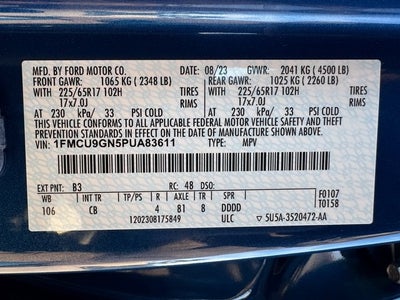 MFD. BY FORD MOTOR CO. 08/23 GVWR: 2041 KG (4500 LB)
FRONT GAWR: 1065 KG (2348 LB) REAR GAWR: 1025 KG (2260 LB)
WITH WITH
225/65R17 102H TIRES 225/65R17 102H TIRES
17x7.0J RIMS 17x7.0J RIMS
AT 230 kPa/ 33 PSI COLD AT 230 kPa/ 33 PSI COLD
THIS VEHICLE CONFORMS TO ALL APPLICABLE FEDERAL MOTOR VEHICLE SAFETY, BUMPER,
AND THEFT PREVENTION STANDARDS IN EFFECT ON THE DATE OF MANUFACTURE SHOWN ABOVE.
VIN: 1FMCU9GN5PUA83611 TYPE: MPV
EXT PNT: B3 RC: 48 DSO: F0107
T0158
WB INT TR TP/PS R AXLE TR SPRR
106 CB 4 81 8 DDDD
1202308175849 ULC 5U5A-3520472-AA